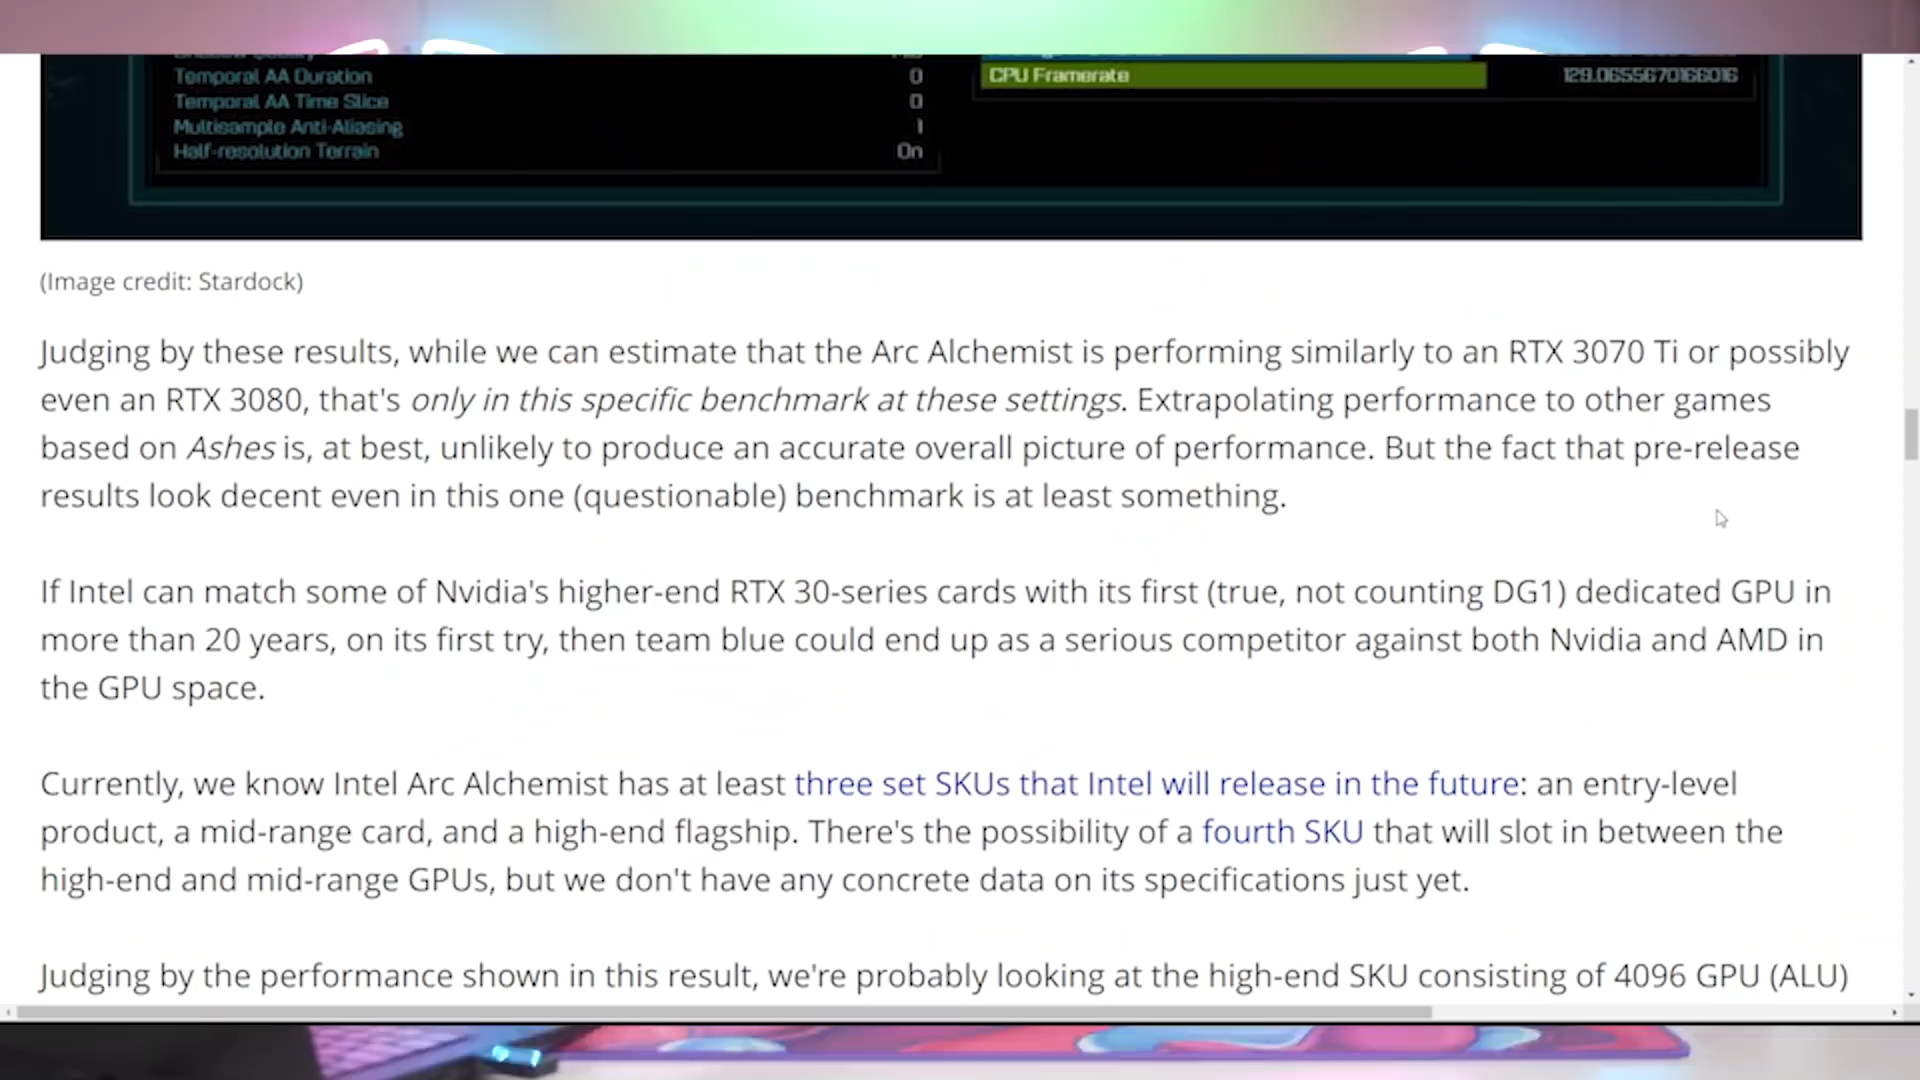 Temporal AA Duration 0
CPU Framerate 129.0655670166016
Temporal AA Time Slice 0
Multisample Anti-Aliasing 1
Half-resolution Terrain On
(Image credit: Stardock)
Judging by these results, while we can estimate that the Arc Alchemist is performing similarly to an RTX 3070 Ti or possibly
even an RTX 3080, that's only in this specific benchmark at these settings. Extrapolating performance to other games
based on Ashes is, at best, unlikely to produce an accurate overall picture of performance. But the fact that pre-release
results look decent even in this one (questionable) benchmark is at least something.
If Intel can match some of Nvidia's higher-end RTX 30-series cards with its first (true, not counting DG1) dedicated GPU in
more than 20 years, on its first try, then team blue could end up as a serious competitor against both Nvidia and AMD in
the GPU space.
Currently, we know Intel Arc Alchemist has at least three set SKUs that Intel will release in the future: an entry-level
product, a mid-range card, and a high-end flagship. There's the possibility of a fourth SKU that will slot in between the
high-end and mid-range GPUs, but we don't have any concrete data on its specifications just yet.
Judging by the performance shown in this result, we're probably looking at the high-end SKU consisting of 4096 GPU (ALU)